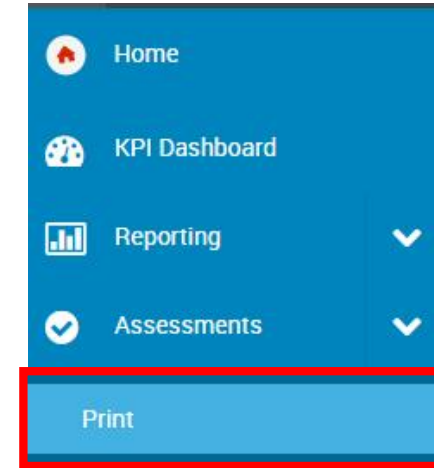 Home
KPI Dashboard
Reporting
Assessments
Print